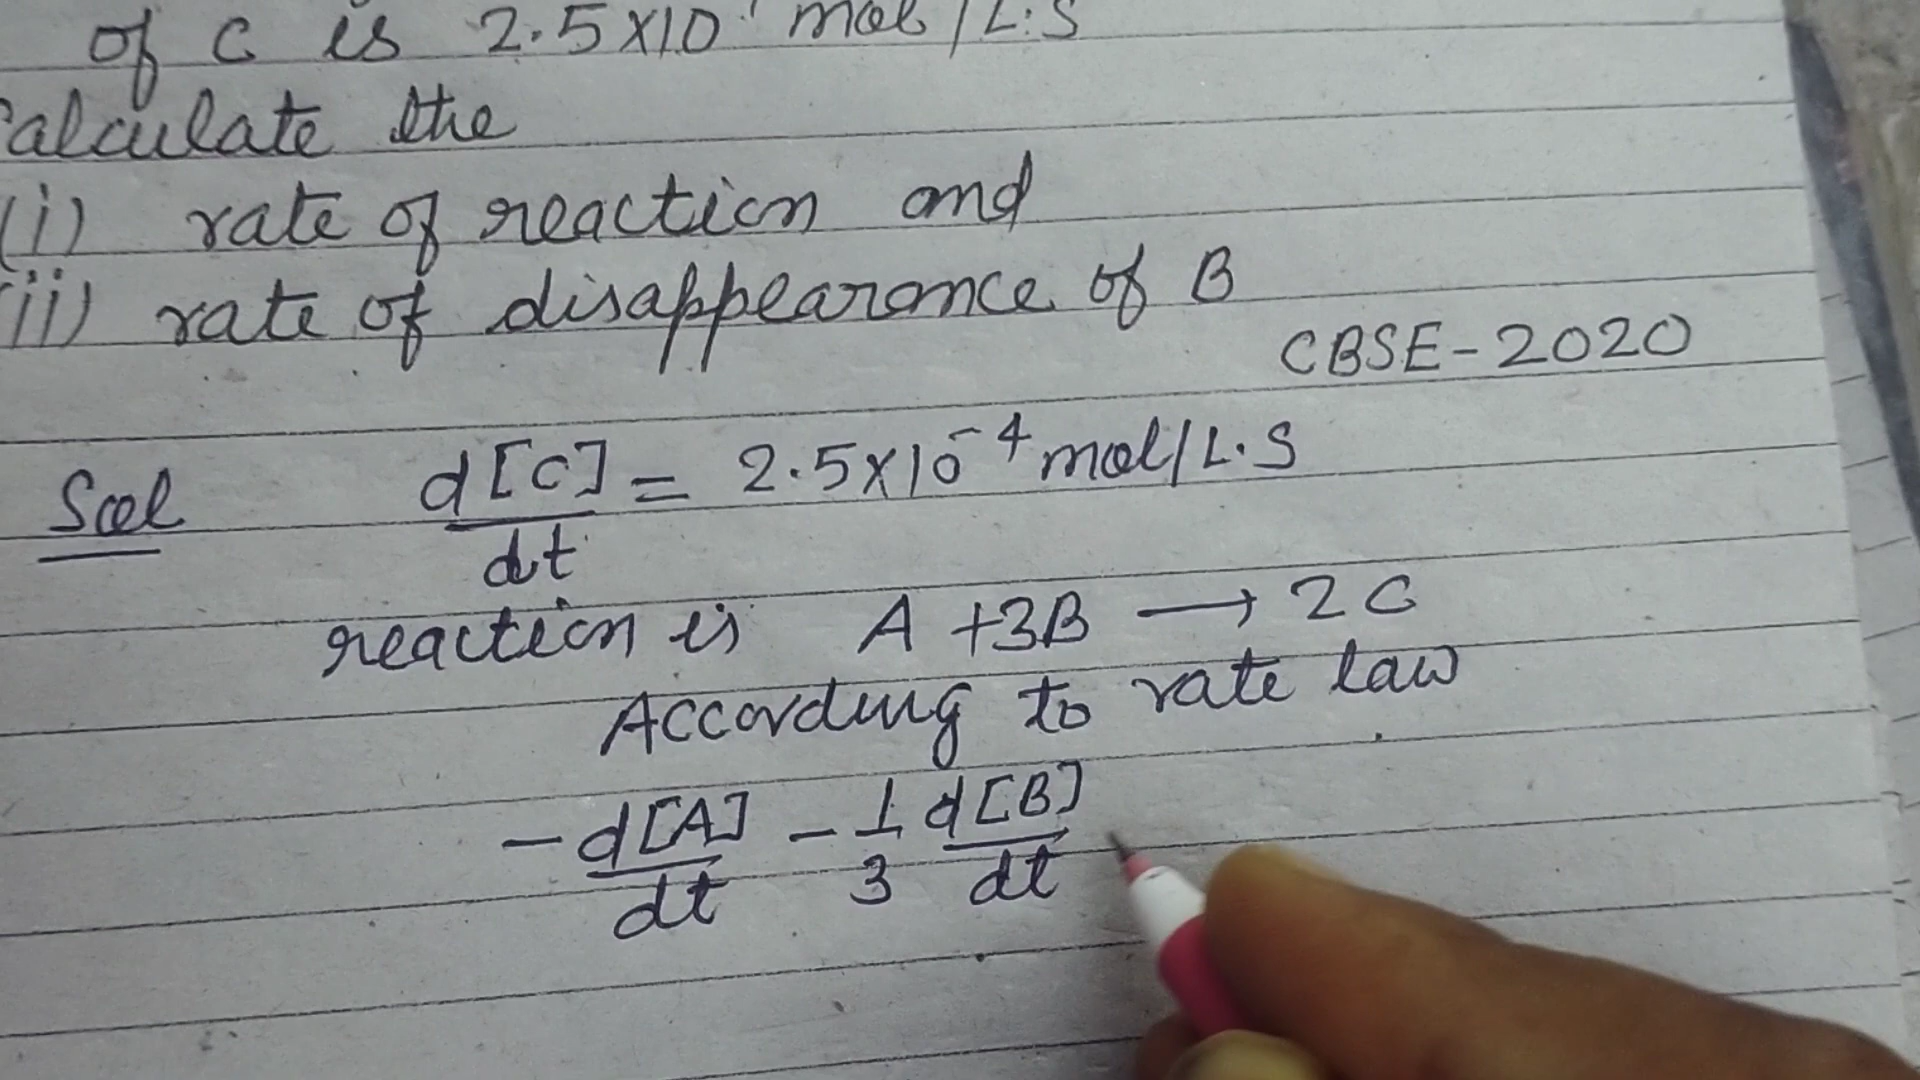 of C is 2.5×10 mol/L.S
calculate the
(i) rate of reaction and
(ii) rate of disappearance of B
CBSE-2020
Sol d[C]/dt = 2.5×10⁻⁴ mol/L.S
reaction is A +3B → 2C
According to rate law
-d[A]/dt - 1/3 d[B]/dt